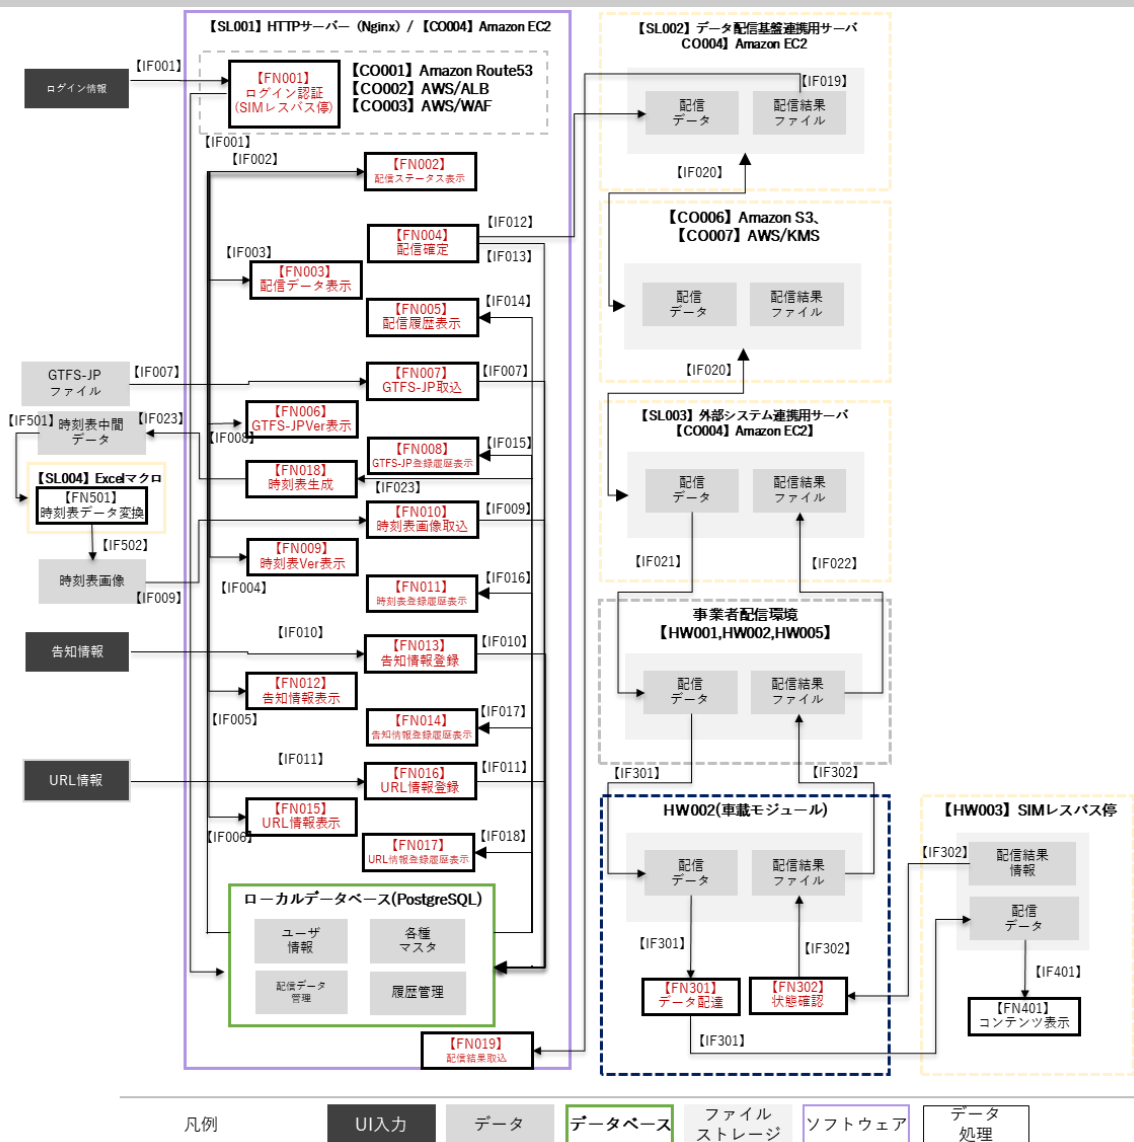 【SL001】HTTPサーバー（Nginx）/ 【CO004】Amazon EC2
ログイン情報
【IF001】
【FN001】
ログイン認証
(SIMレスバス停)
【CO001】Amazon Route53
【CO002】AWS/ALB
【CO003】AWS/WAF
【IF001】
【IF002】
【FN002】
配信ステータス表示
【IF012】
【FN004】
配信確定
【IF013】
【IF003】
【FN003】
配信データ表示
【IF014】
【FN005】
配信履歴表示
GTFS-JP
ファイル
【IF007】
【FN007】
GTFS-JP取込
【IF007】
【IF501】
時刻表中間
データ
【IF023】
【FN006】
GTFS-JPVer表示
【IF008】
【FN008】
GTFS-JP登録履歴表示
【IF015】
【SL004】Excelマクロ
【FN501】
時刻表データ変換
【FN018】
時刻表生成
【IF023】
【FN010】
時刻表画像取込
【IF009】
【IF502】
時刻表画像
【IF009】
【FN009】
時刻表Ver表示
【IF004】
【FN011】
時刻表登録履歴表示
【IF016】
告知情報
【IF010】
【FN013】
告知情報登録
【IF010】
【FN012】
告知情報表示
【IF005】
【FN014】
告知情報登録履歴表示
【IF017】
URL情報
【IF011】
【FN016】
URL情報登録
【IF011】
【FN015】
URL情報表示
【IF006】
【FN017】
URL情報登録履歴表示
【IF018】
ローカルデータベース(PostgreSQL)
ユーザ
情報
各種
マスタ
配信データ
管理
履歴管理
【FN019】
配信結果取込
【SL002】データ配信基盤連携用サーバ
CO004】Amazon EC2
【IF019】
配信
データ
配信結果
ファイル
【IF020】
【CO006】Amazon S3、
【CO007】AWS/KMS
配信
データ
配信結果
ファイル
【IF020】
【SL003】外部システム連携用サーバ
【CO004】Amazon EC2】
配信
データ
配信結果
ファイル
【IF021】
【IF022】
事業者配信環境
【HW001,HW002,HW005】
配信
データ
配信結果
ファイル
【IF301】
【IF302】
HW002(車載モジュール)
配信
データ
配信結果
ファイル
【IF301】
【IF302】
【FN301】
データ配達
【FN302】
状態確認
【IF301】
【HW003】SIMレスバス停
【IF302】
配信結果
情報
配信
データ
【IF401】
【FN401】
コンテンツ表示
凡例
UI入力
データ
データベース
ファイル
ストレージ
ソフトウェア
データ
処理